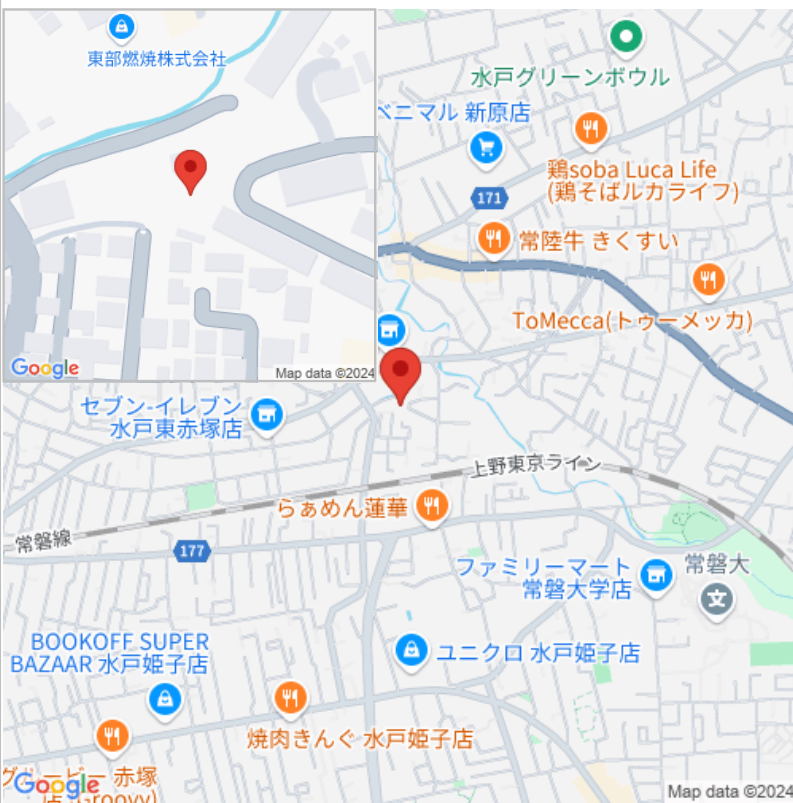 東部燃焼株式会社
Google
Map data ©2024
水戸グリーンボウル
ベニマル 新原店
鶏soba Luca Life
(鶏そばルカライフ)
171
常陸牛 きくすい
ToMecca(トゥーメッカ)
セブン-イレブン
水戸東赤塚店
上野東京ライン
らぁめん蓮華
常磐線
177
ファミリーマート
常磐大学店
常磐大
BOOKOFF SUPER
BAZAAR 水戸姫子店
ユニクロ 水戸姫子店
焼肉きんぐ 水戸姫子店
赤塚
Google
Map data ©2024